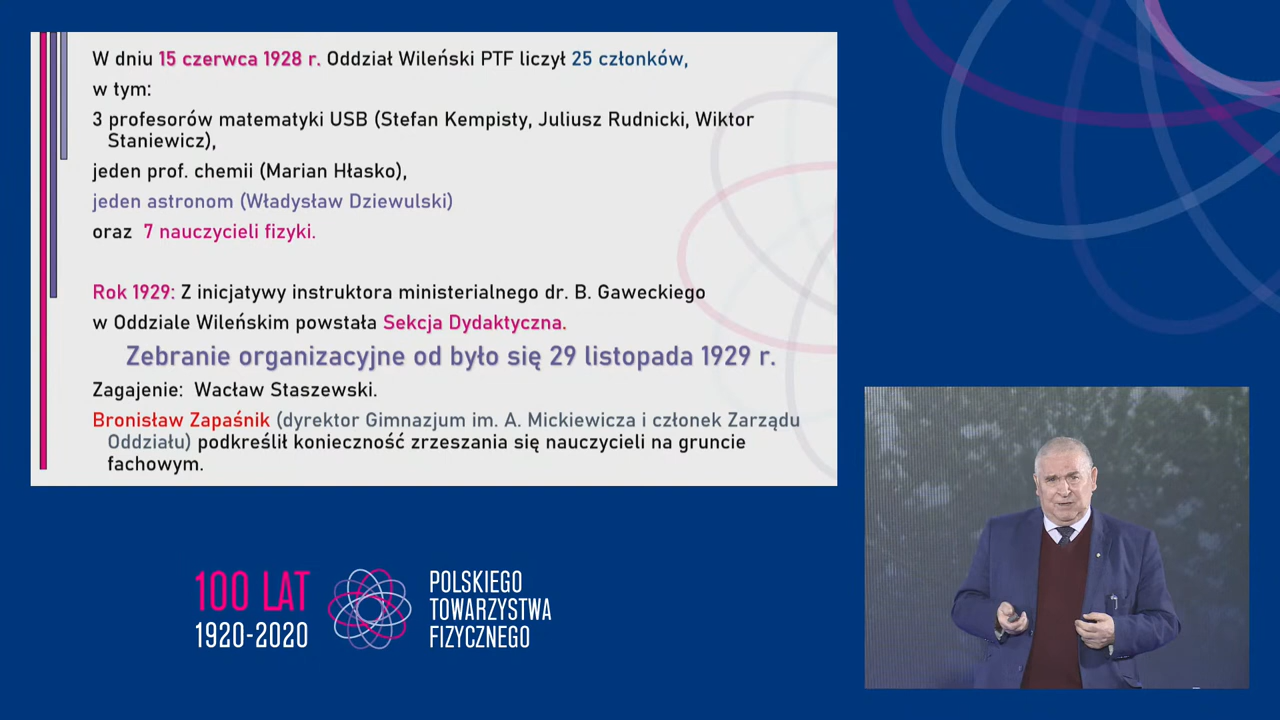 W dniu 15 czerwca 1928 r. Oddział Wileński PTF liczył 25 członków,
w tym:
3 profesorów matematyki USB (Stefan Kempisty, Juliusz Rudnicki, Wiktor
Staniewicz),
jeden prof. chemii (Marian Hłasko),
jeden astronom (Władysław Dziewulski)
oraz 7 nauczycieli fizyki.
Rok 1929: Z inicjatywy instruktora ministerialnego dr. B. Gaweckiego
w Oddziale Wileńskim powstała Sekcja Dydaktyczna.
Zebranie organizacyjne od było się 29 listopada 1929 r.
Zagajenie: Wacław Staszewski.
Bronisław Zapaśnik (dyrektor Gimnazjum im. A. Mickiewicza i członek Zarządu
Oddziału) podkreślił konieczność zrzeszania się nauczycieli na gruncie
fachowym.
100 LAT
1920-2020
POLSKIEGO
TOWARZYSTWA
FIZYCZNEGO